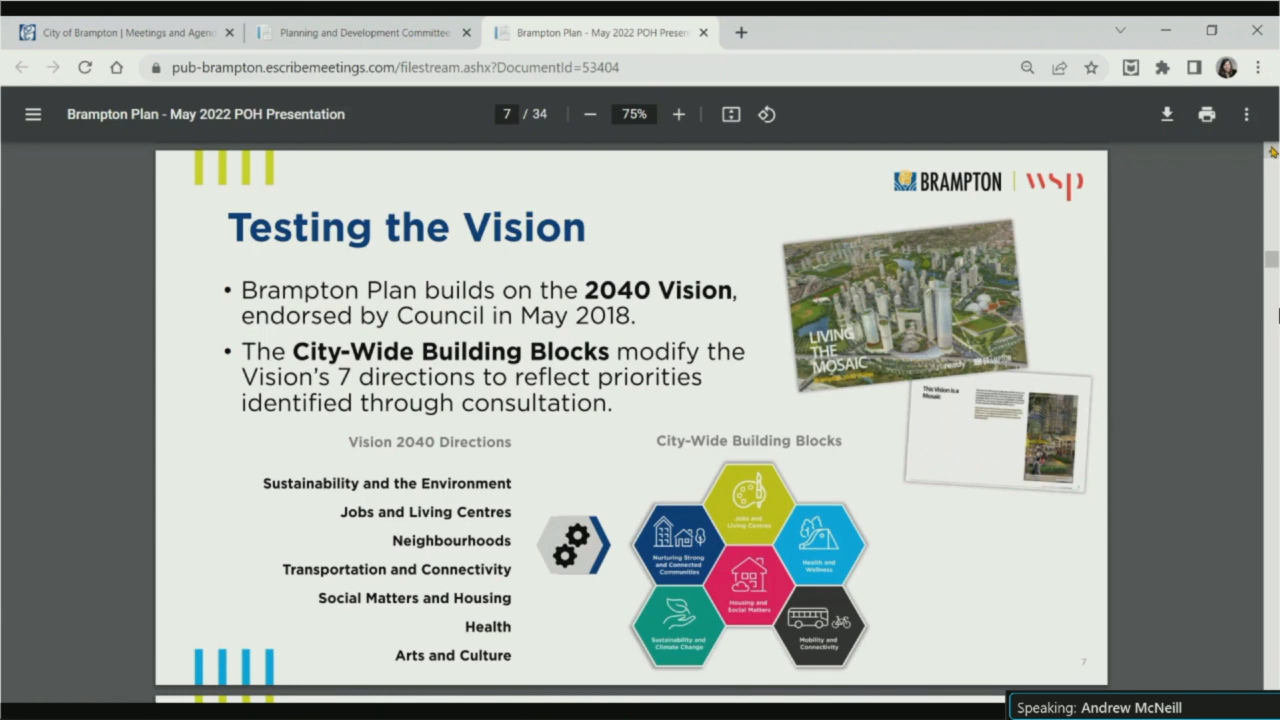 City of Brampton | Meetings and Agen
Planning and Development Committee
Brampton Plan - May 2022 POH Presen
pub-brampton.escribemeetings.com/filestream.ashx?DocumentId=53404
Brampton Plan - May 2022 POH Presentation
7 / 34
75%
BRAMPTON
wsp
Testing the Vision
• Brampton Plan builds on the 2040 Vision,
endorsed by Council in May 2018.
• The City-Wide Building Blocks modify the
Vision's 7 directions to reflect priorities
identified through consultation.
LIVING
THE
MOSAIC
This Vision is a
Mosaic
Vision 2040 Directions
Sustainability and the Environment
Jobs and Living Centres
Neighbourhoods
Transportation and Connectivity
Social Matters and Housing
Health
Arts and Culture
City-Wide Building Blocks
Jobs and
Living Centres
Nurturing Strong
and Connected
Communities
Health and
Wellness
Housing and
Social Matters
Sustainability and
Climate Change
Mobility and
Connectivity
7
Speaking: Andrew McNeill